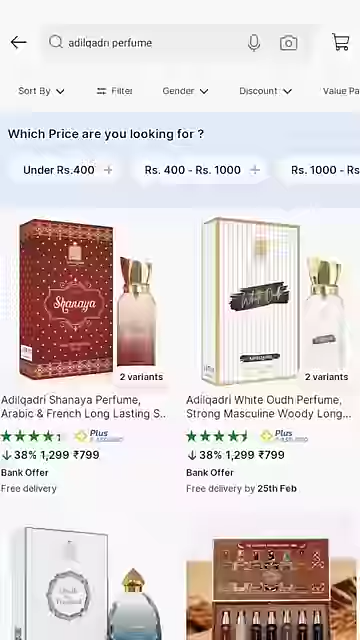 adilqadri perfume
Sort By
Filter
Gender
Discount
Value Pa
Which Price are you looking for ?
Under Rs.400 +
Rs. 400 - Rs. 1000 +
Rs. 1000 - Rs
Shanaya
White Oudh
2 variants
2 variants
Adilqadri Shanaya Perfume,
Arabic & French Long Lasting S..
Adilqadri White Oudh Perfume,
Strong Masculine Woody Long...
Plus
Plus
↓38% 1,299 ₹799
↓38% 1,299 ₹799
Bank Offer
Bank Offer
Free delivery
Free delivery by 25th Feb